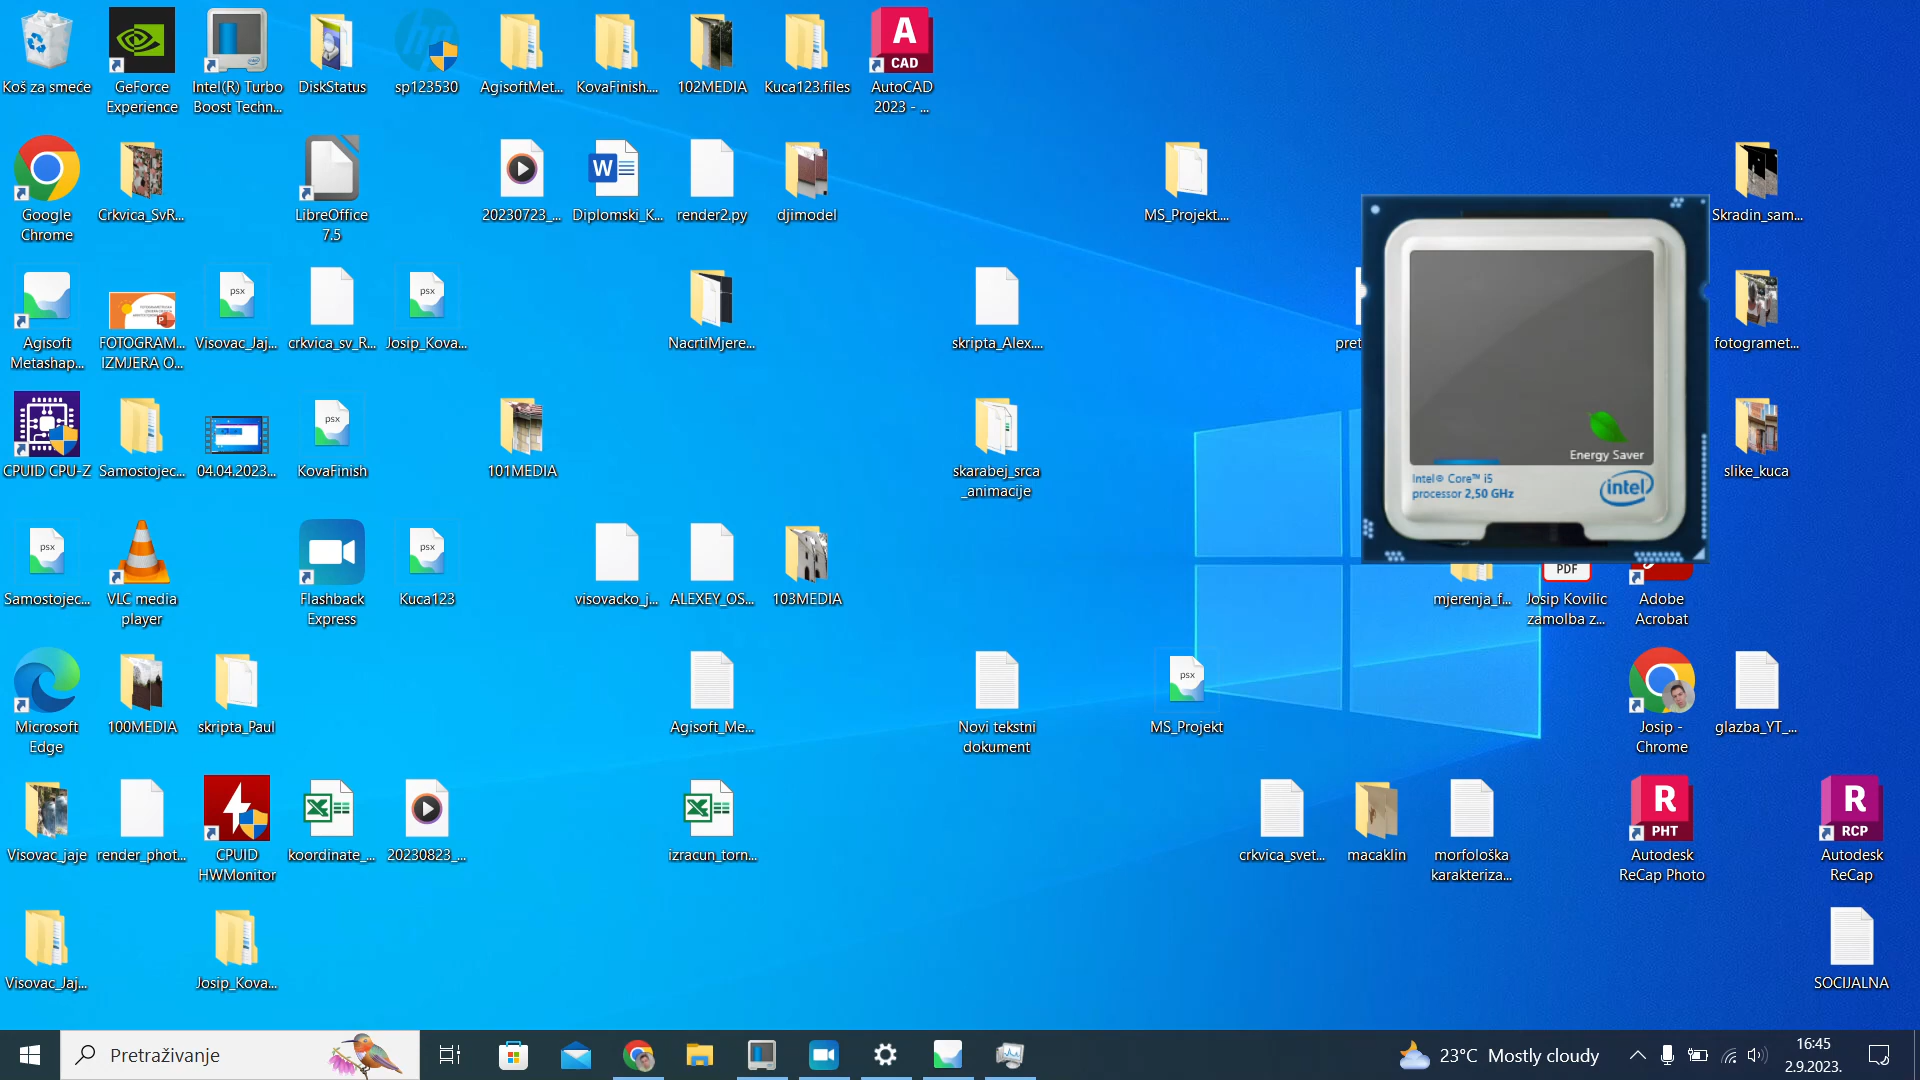 Koš za smeće
GeForce
Experience
Intel(R) Turbo
Boost Techn...
DiskStatus
sp123530
AgisoftMet...
KovaFinish....
102MEDIA
Kuca123.files
A
CAD
AutoCAD
2023 - ...
Google
Chrome
Crkvica_SvR...
LibreOffice
7.5
20230723_...
W
Diplomski_K...
render2.py
djimodel
MS_Projekt....
Skradin_sam...
Agisoft
Metashap...
FOTOGRAM...
IZMJERA O...
psx
Visovac_Jaj...
crkvica_sv_R...
psx
Josip_Kova...
NacrtiMjere...
skripta_Alex....
pret
fotogramet...
CPUID CPU-Z
Samostojec...
04.04.2023...
psx
KovaFinish
101MEDIA
skarabej_srca
_animacije
Energy Saver
Intel® Core™ i5
processor 2,50 GHz
intel
slike_kuca
psx
Samostojec...
VLC media
player
Flashback
Express
psx
Kuca123
visovacko_j...
ALEXEY_OS...
103MEDIA
mjerenja_f...
PDF
Josip Kovilic
zamolba z...
Adobe
Acrobat
Microsoft
Edge
100MEDIA
skripta_Paul
Agisoft_Me...
Novi tekstni
dokument
psx
MS_Projekt
Josip -
Chrome
glazba_YT_...
Visovac_jaje
render_phot...
CPUID
HWMonitor
koordinate_...
20230823_...
izracun_torn...
crkvica_svet...
macaklin
morfološka
karakteriza...
R
PHT
Autodesk
ReCap Photo
R
RCP
Autodesk
ReCap
Visovac_Jaj...
Josip_Kova...
SOCIJALNA
Pretraživanje
23°C Mostly cloudy
16:45
2.9.2023.